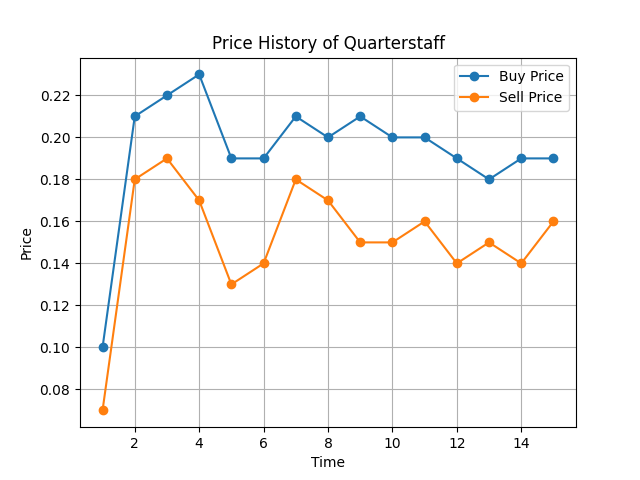 Price History of Quarterstaff
Buy Price
Sell Price
0.22
0.20
0.18
0.16
0.14
0.12
0.10
0.08
Price
2 4 6 8 10 12 14
Time